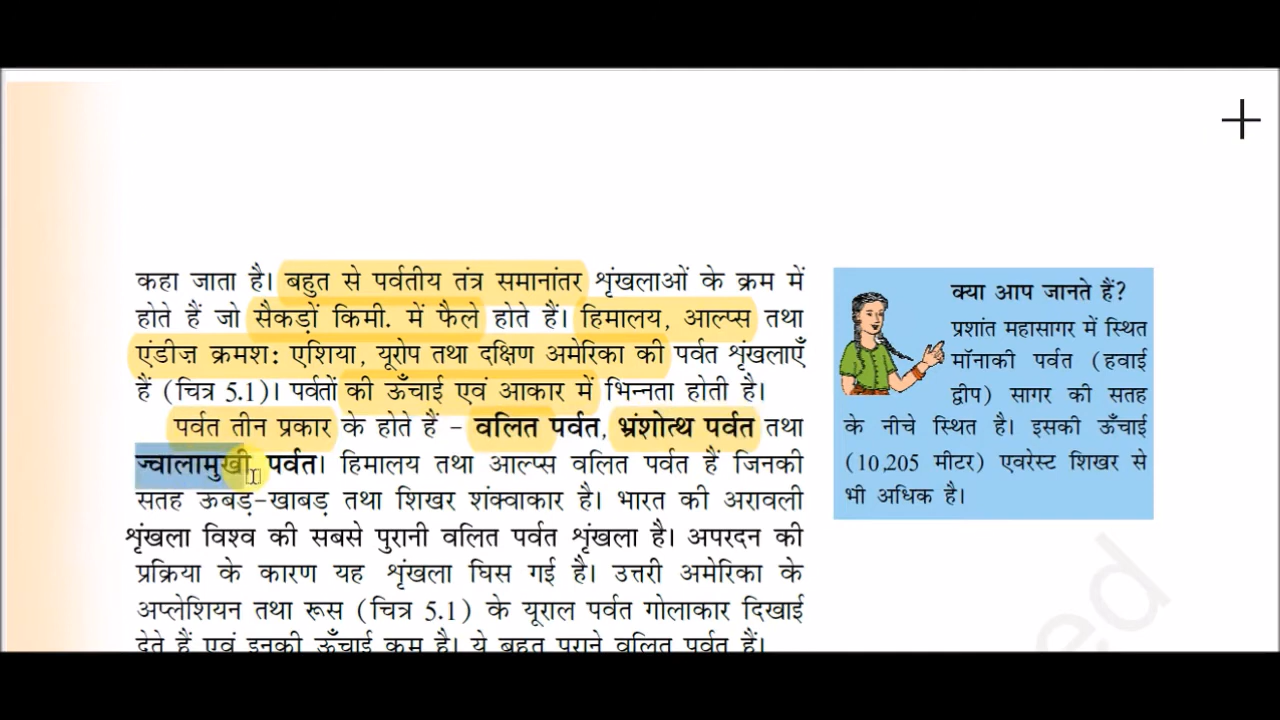 कहा जाता है। बहुत से पर्वतीय तंत्र समानांतर शृंखलाओं के क्रम में
होते हैं जो सैकड़ों किमी. में फैले होते हैं। हिमालय, आल्प्स तथा
एंडीज़ क्रमश: एशिया, यूरोप तथा दक्षिण अमेरिका की पर्वत शृंखलाएँ
हैं (चित्र 5.1)। पर्वतों की ऊँचाई एवं आकार में भिन्नता होती है।
पर्वत तीन प्रकार के होते हैं – वलित पर्वत, भ्रंशोत्थ पर्वत तथा
ज्वालामुखी पर्वत। हिमालय तथा आल्प्स वलित पर्वत हैं जिनकी
सतह ऊबड़-खाबड़ तथा शिखर शंक्वाकार है। भारत की अरावली
शृंखला विश्व की सबसे पुरानी वलित पर्वत शृंखला है। अपरदन की
प्रक्रिया के कारण यह शृंखला घिस गई है। उत्तरी अमेरिका के
अप्लेशियन तथा रूस (चित्र 5.1) के यूराल पर्वत गोलाकार दिखाई
देते हैं एवं इनकी ऊँचाई कम है। ये बहुत पुराने वलित पर्वत हैं।
क्या आप जानते हैं?
प्रशांत महासागर में स्थित
मॉनाकी पर्वत (हवाई
द्वीप) सागर की सतह
के नीचे स्थित है। इसकी ऊँचाई
(10,205 मीटर) एवरेस्ट शिखर से
भी अधिक है।
ed